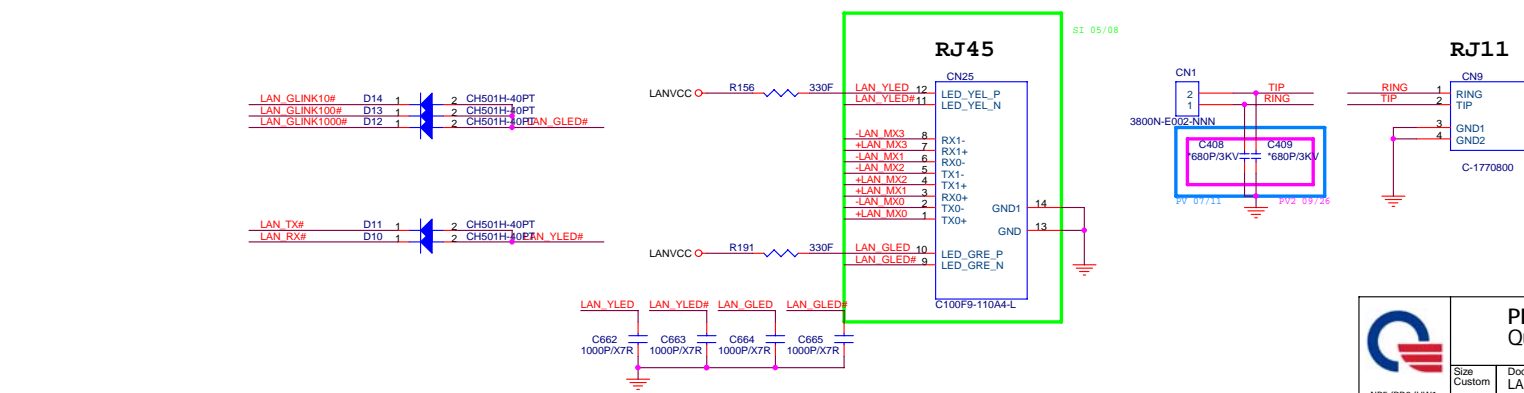 SI 05/08
RJ45
RJ11
CN25
CN1
CN9
LANVCC R156 330F LAN_YLED 12 LED_YEL_P
LAN_YLED# 11 LED_YEL_N
2 TIP
1 RING
3800N-E002-NNN
RING 1 RING
TIP 2 TIP
3 GND1
4 GND2
C-1770800
LAN_GLINK10# D14 1 2 CH501H-40PT
LAN_GLINK100# D13 1 2 CH501H-40PT
LAN_GLINK1000# D12 1 2 CH501H-40PT LAN_GLED#
-LAN_MX3 8 RX1-
+LAN_MX3 7 RX1+
-LAN_MX1 6 RX0-
-LAN_MX2 5 TX1-
+LAN_MX2 4 TX1+
+LAN_MX1 3 RX0+
-LAN_MX0 2 TX0-
+LAN_MX0 1 TX0+
GND1 14
GND 13
C408 C409
*680P/3KV *680P/3KV
PV 07/11 PV2 09/26
LAN_TX# D11 1 2 CH501H-40PT
LAN_RX# D10 1 2 CH501H-40PT LAN_YLED#
LANVCC R191 330F LAN_GLED 10 LED_GRE_P
LAN_GLED# 9 LED_GRE_N
C100F9-110A4-L
LAN_YLED LAN_YLED# LAN_GLED LAN_GLED#
C662 C663 C664 C665
1000P/X7R 1000P/X7R 1000P/X7R 1000P/X7R
Size
Custom